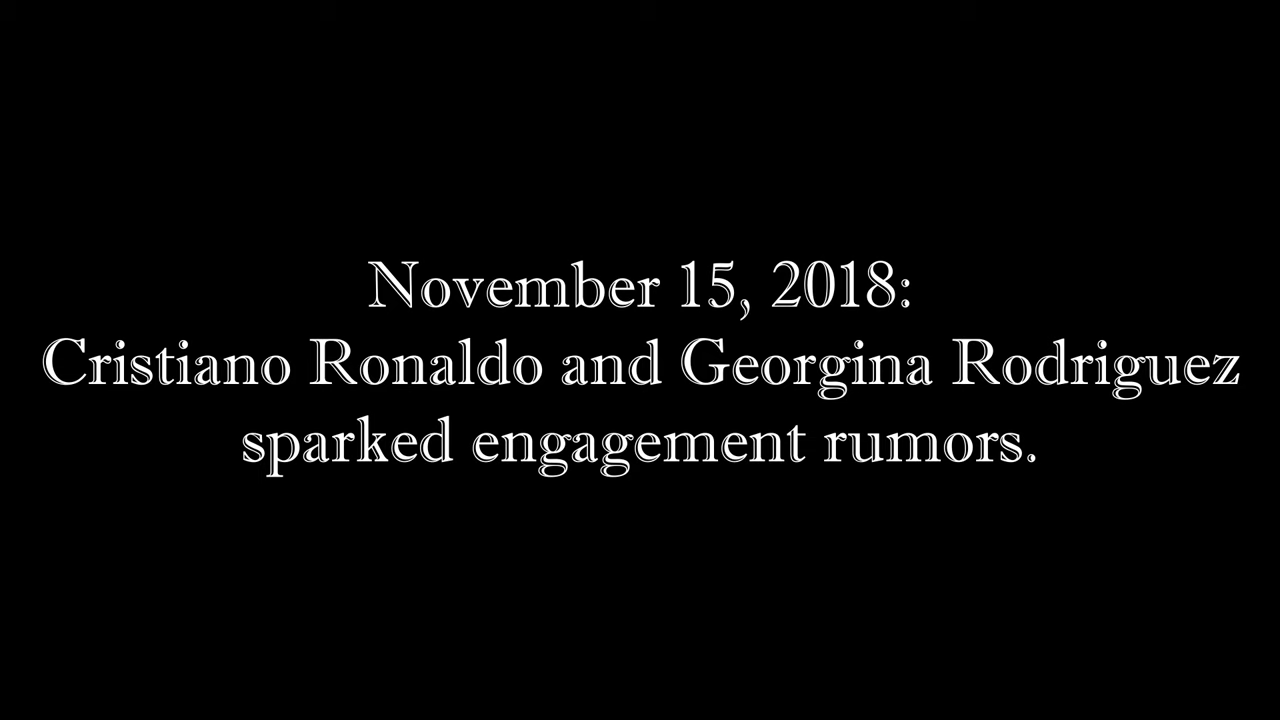 November 15, 2018:
Cristiano Ronaldo and Georgina Rodriguez
sparked engagement rumors.